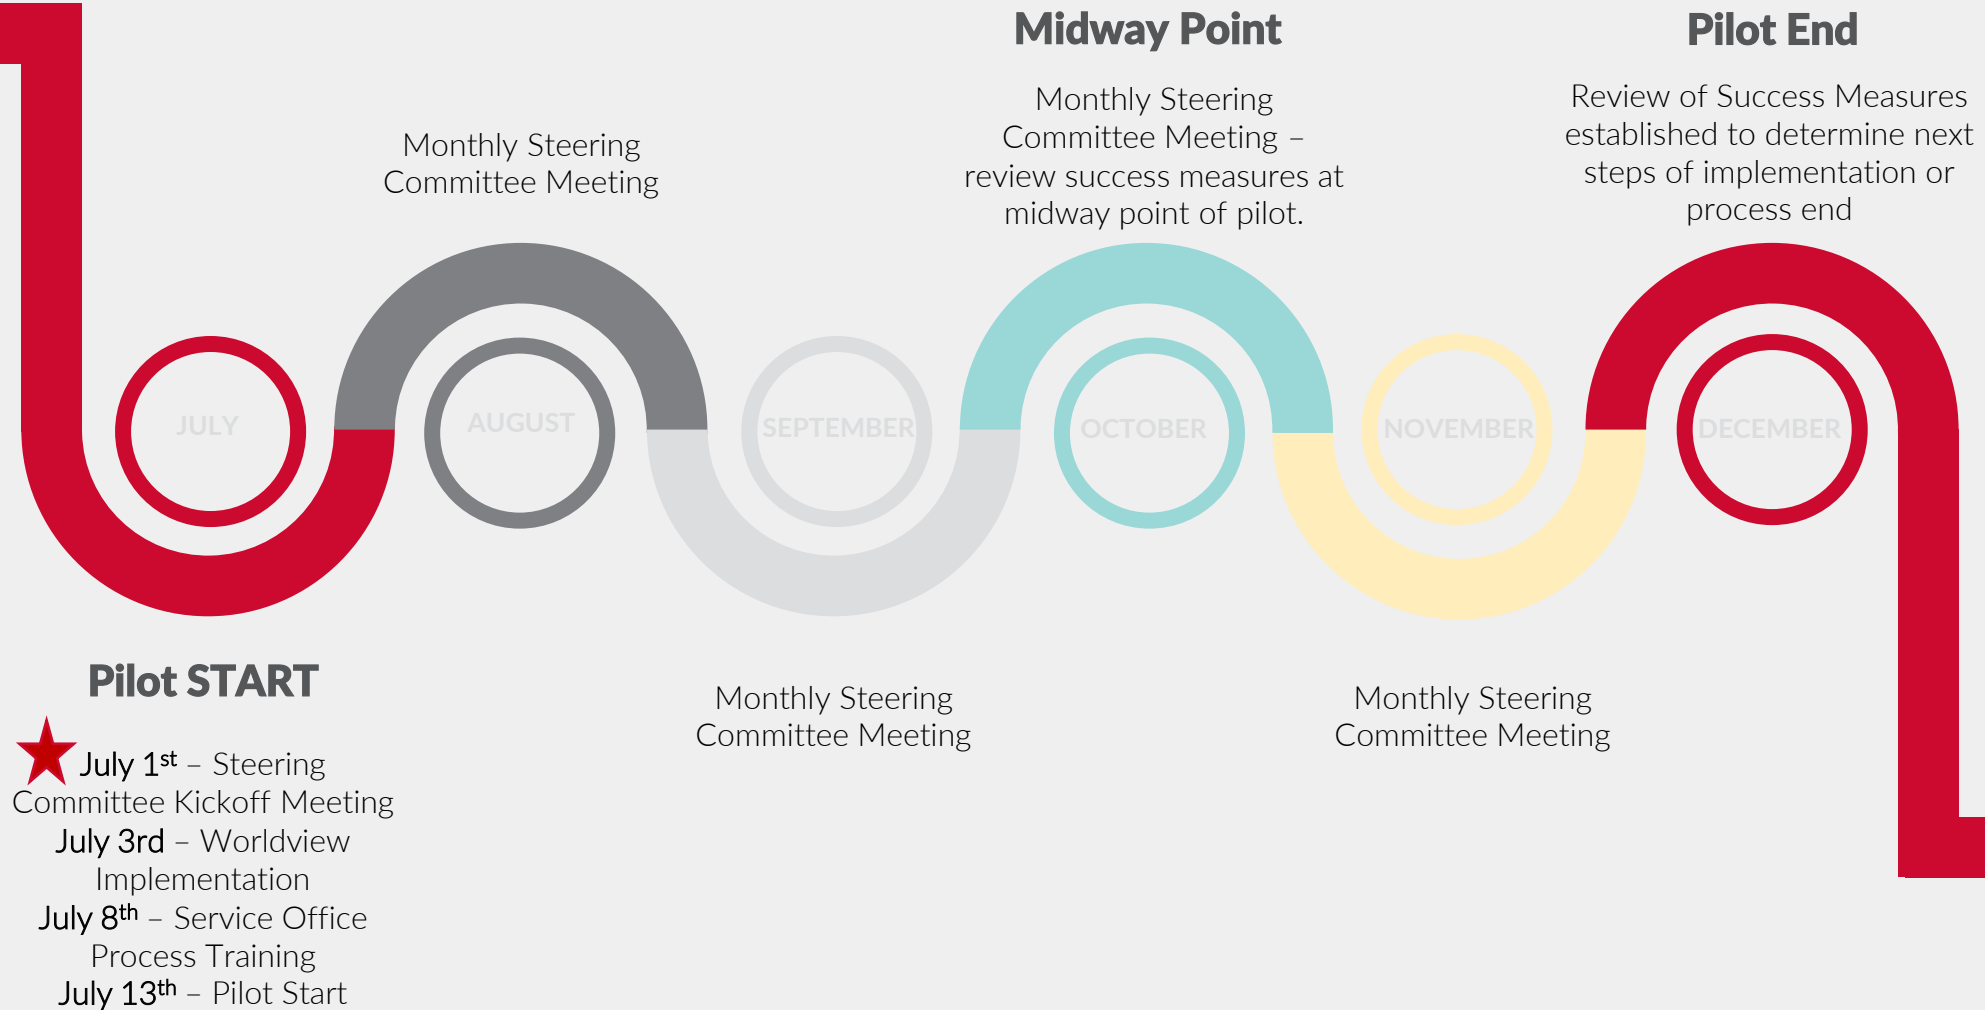 Midway Point
Pilot End
Monthly Steering
Committee Meeting
Monthly Steering
Committee Meeting –
review success measures at
midway point of pilot.
Review of Success Measures
established to determine next
steps of implementation or
process end
JULY
AUGUST
SEPTEMBER
OCTOBER
NOVEMBER
DECEMBER
Pilot START
July 1st – Steering
Committee Kickoff Meeting
July 3rd – Worldview
Implementation
July 8th – Service Office
Process Training
July 13th – Pilot Start
Monthly Steering
Committee Meeting
Monthly Steering
Committee Meeting